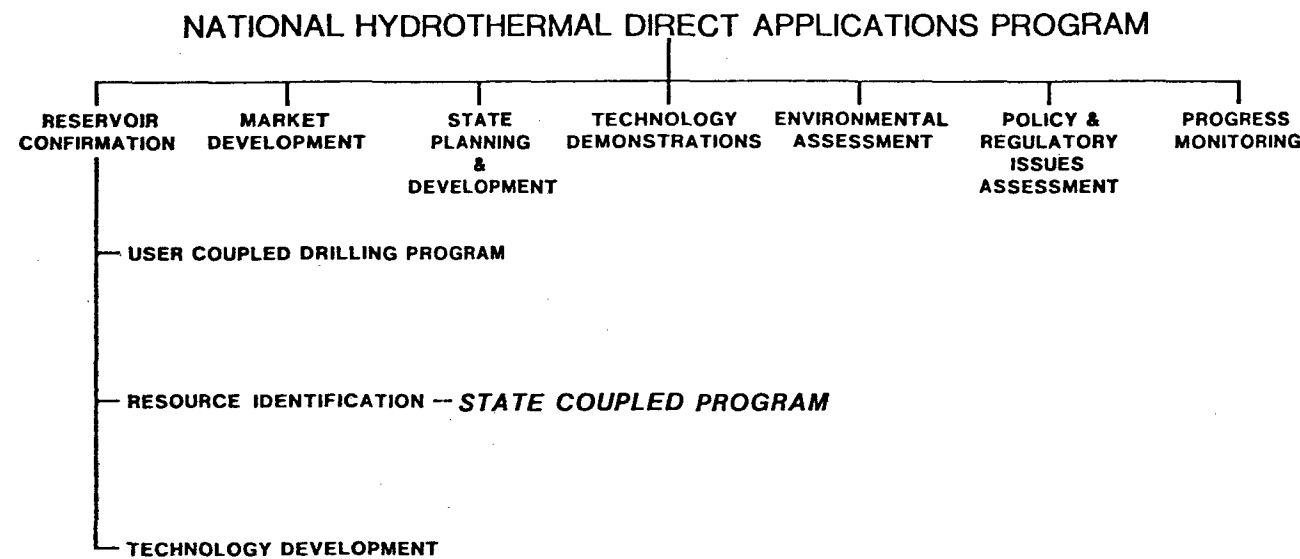 NATIONAL HYDROTHERMAL DIRECT APPLICATIONS PROGRAM
RESERVOIR
CONFIRMATION
MARKET
DEVELOPMENT
STATE
PLANNING
&
DEVELOPMENT
TECHNOLOGY
DEMONSTRATIONS
ENVIRONMENTAL
ASSESSMENT
POLICY &
REGULATORY
ISSUES
ASSESSMENT
PROGRESS
MONITORING
USER COUPLED DRILLING PROGRAM
RESOURCE IDENTIFICATION -- STATE COUPLED PROGRAM
TECHNOLOGY DEVELOPMENT